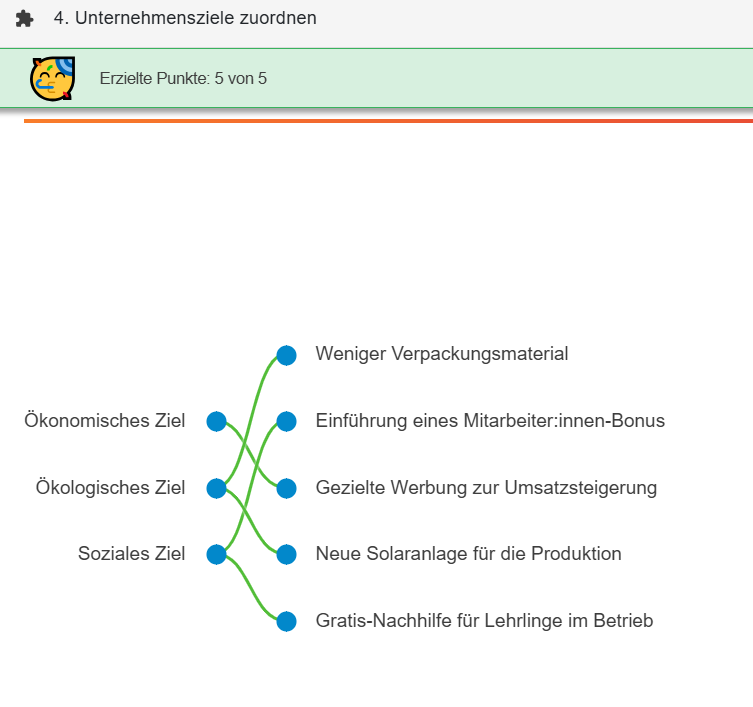 4. Unternehmensziele zuordnen
Erzielte Punkte: 5 von 5
Weniger Verpackungsmaterial
Ökonomisches Ziel
Einführung eines Mitarbeiter:innen-Bonus
Ökologisches Ziel
Gezielte Werbung zur Umsatzsteigerung
Soziales Ziel
Neue Solaranlage für die Produktion
Gratis-Nachhilfe für Lehrlinge im Betrieb